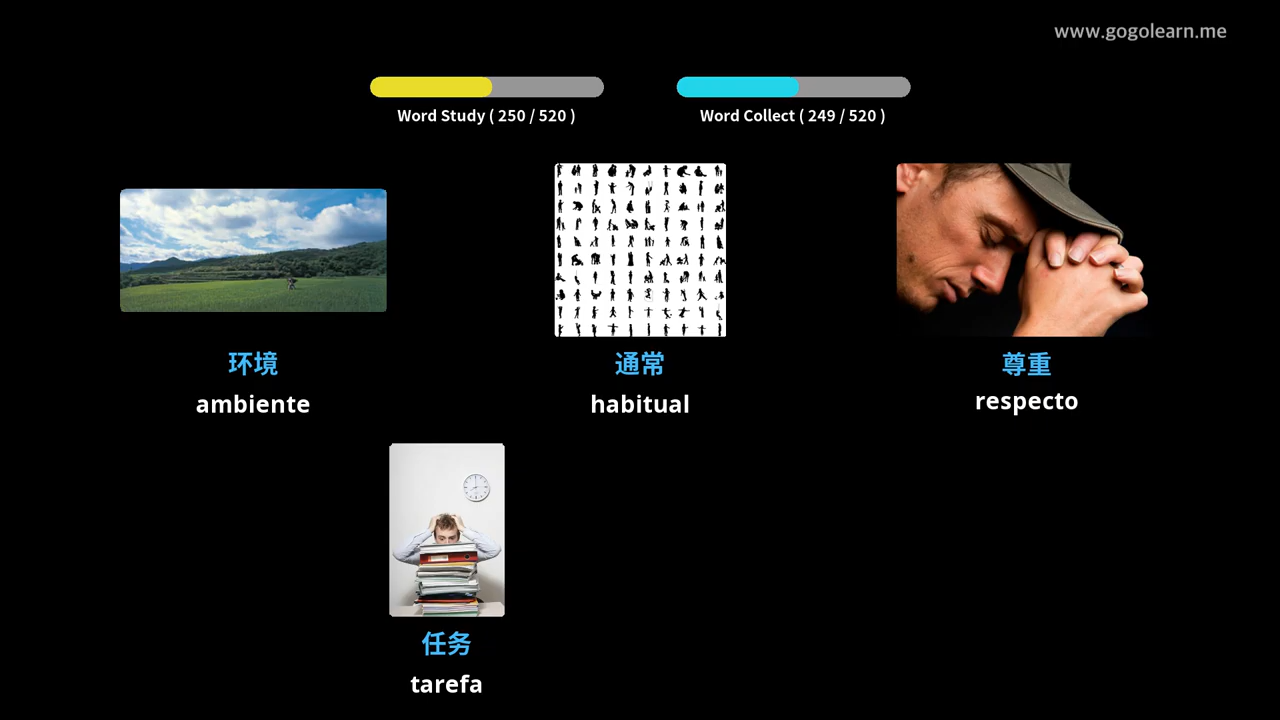 www.gogolearn.me
Word Study ( 250 / 520 )
Word Collect ( 249 / 520 )
环境
通常
尊重
ambiente
habitual
respecto
任务
tarefa